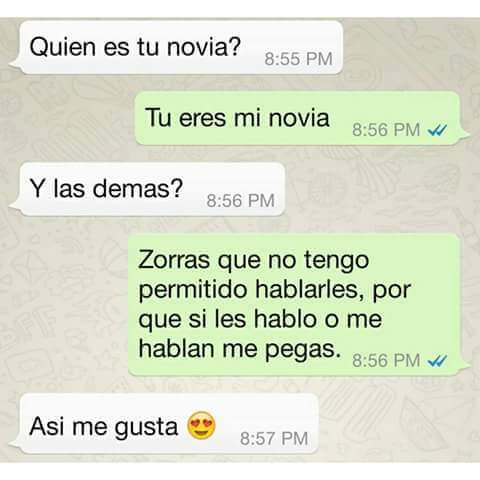 Quien es tu novia?
8:55 PM
Tu eres mi novia
8:56 PM
Y las demas?
8:56 PM
Zorras que no tengo
permitido hablarles, por
que si les hablo o me
hablan me pegas.
8:56 PM
Asi me gusta 😍
8:57 PM